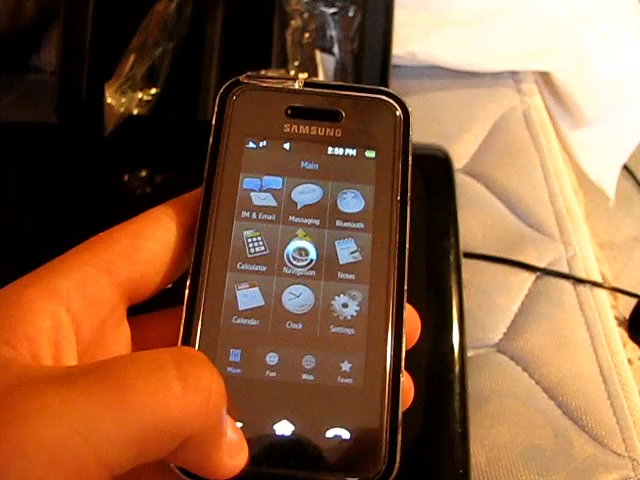 SAMSUNG
2:59 PM
Main
IM & Email Messaging Bluetooth
Calculator Navigation Notes
Calendar Clock Settings
Main Fun Web Faves